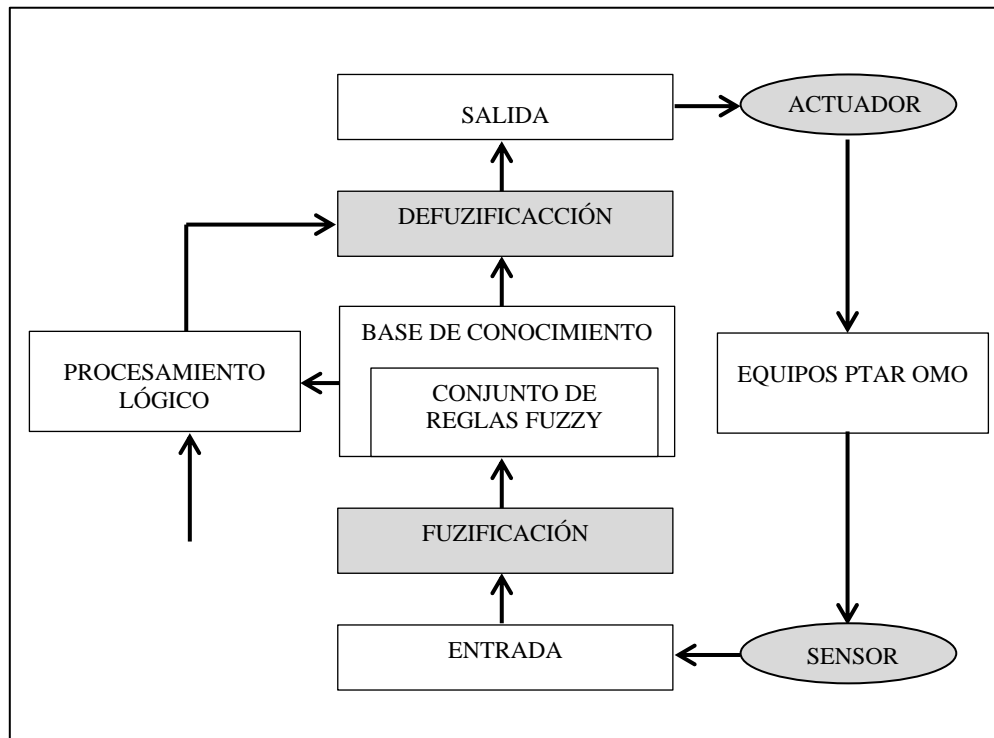 SALIDA
ACTUADOR
DEFUZIFICACCIÓN
BASE DE CONOCIMIENTO
PROCESAMIENTO
LÓGICO
CONJUNTO DE
REGLAS FUZZY
EQUIPOS PTAR OMO
FUZIFICACIÓN
ENTRADA
SENSOR